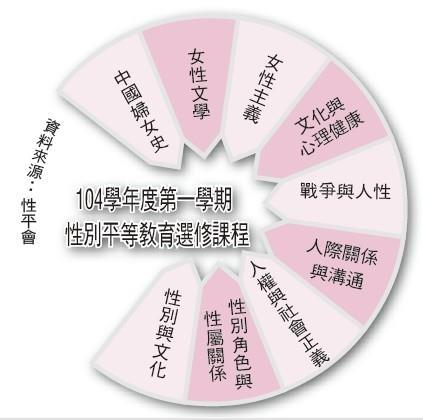 104學年度第一學期
性別平等教育選修課程
中國婦女史
女性文學
女性主義
文化與
心理健康
戰爭與人性
人際關係
與溝通
人權與社會正義
性別角色與
性屬關係
性別與文化
資料來源：性平會